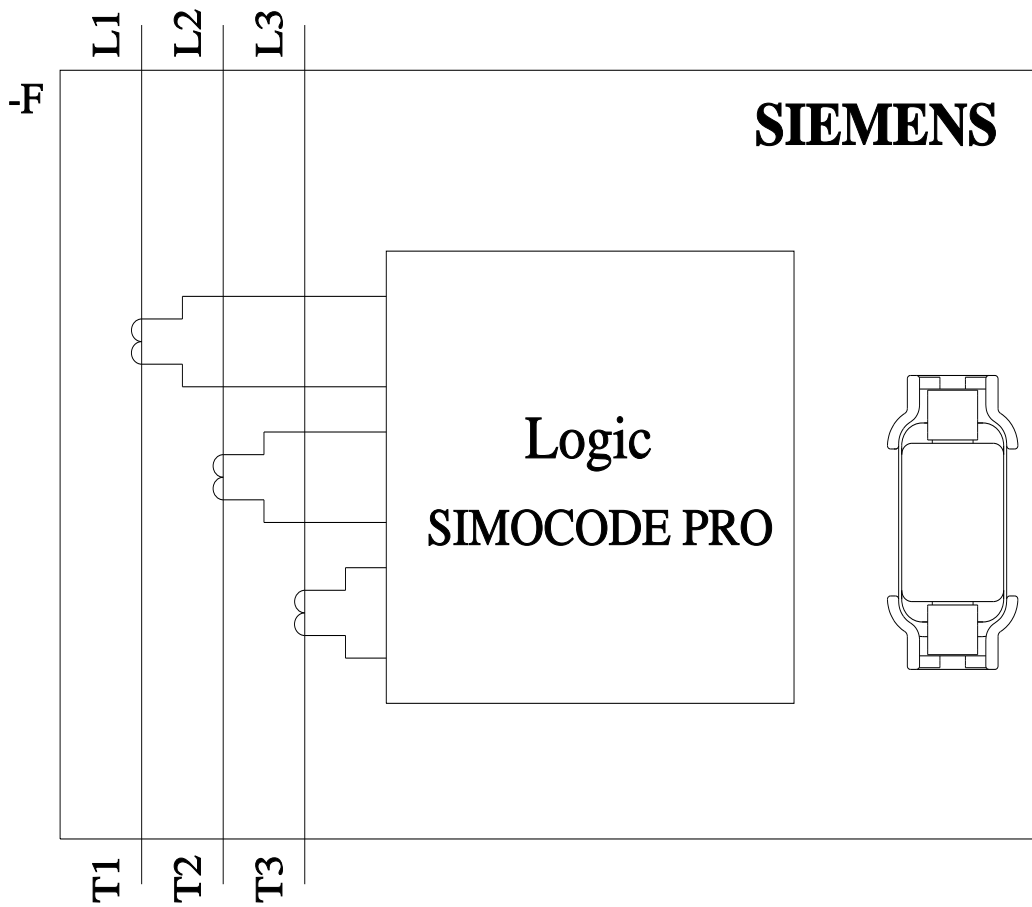 L1 L2 L3
-F
SIEMENS
Logic
SIMOCODE PRO
T1 T2 T3